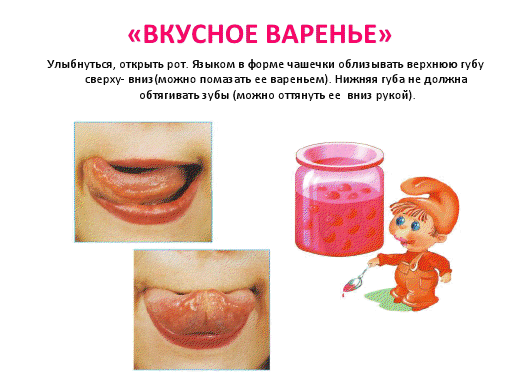 «ВКУСНОЕ ВАРЕНЬЕ»
Улыбнуться, открыть рот. Языком в форме чашечки облизывать верхнюю губу
сверху- вниз(можно помазать ее вареньем). Нижняя губа не должна
обтягивать зубы (можно оттянуть ее вниз рукой).